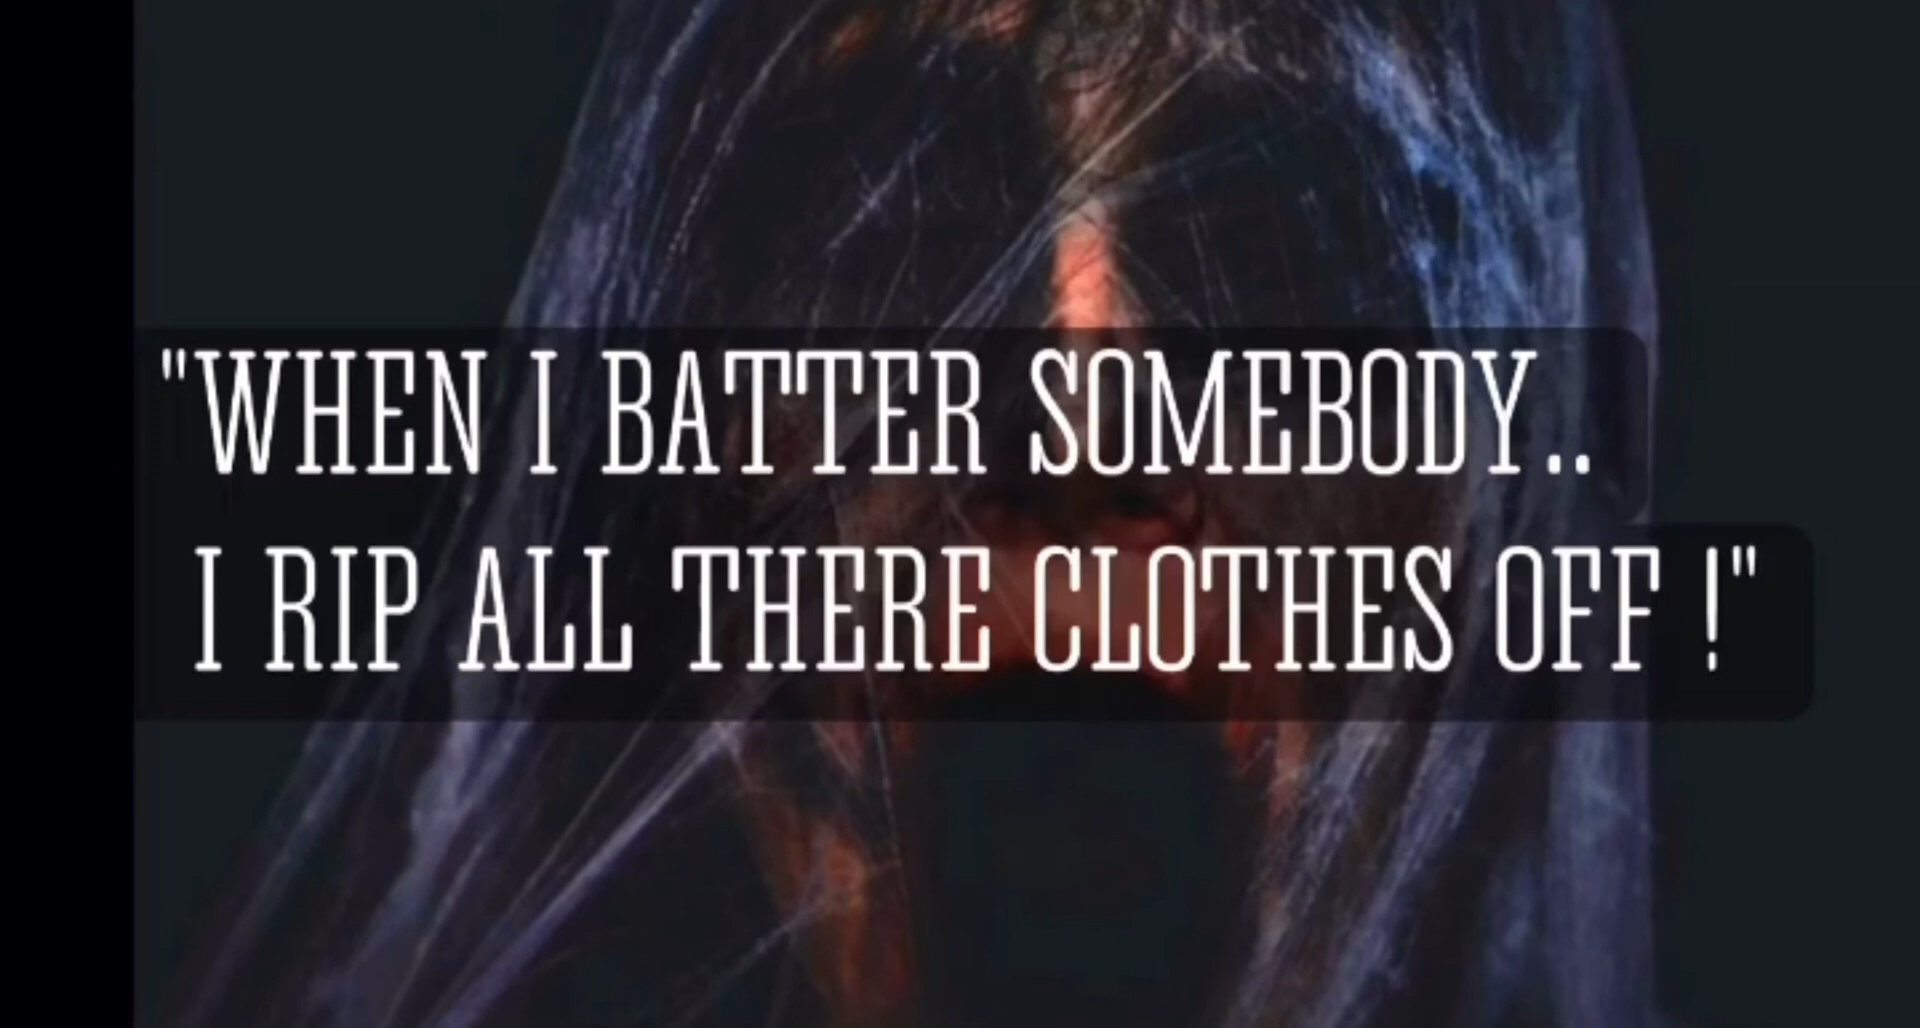 "WHEN I BATTER SOMEBODY..
I RIP ALL THERE CLOTHES OFF !"